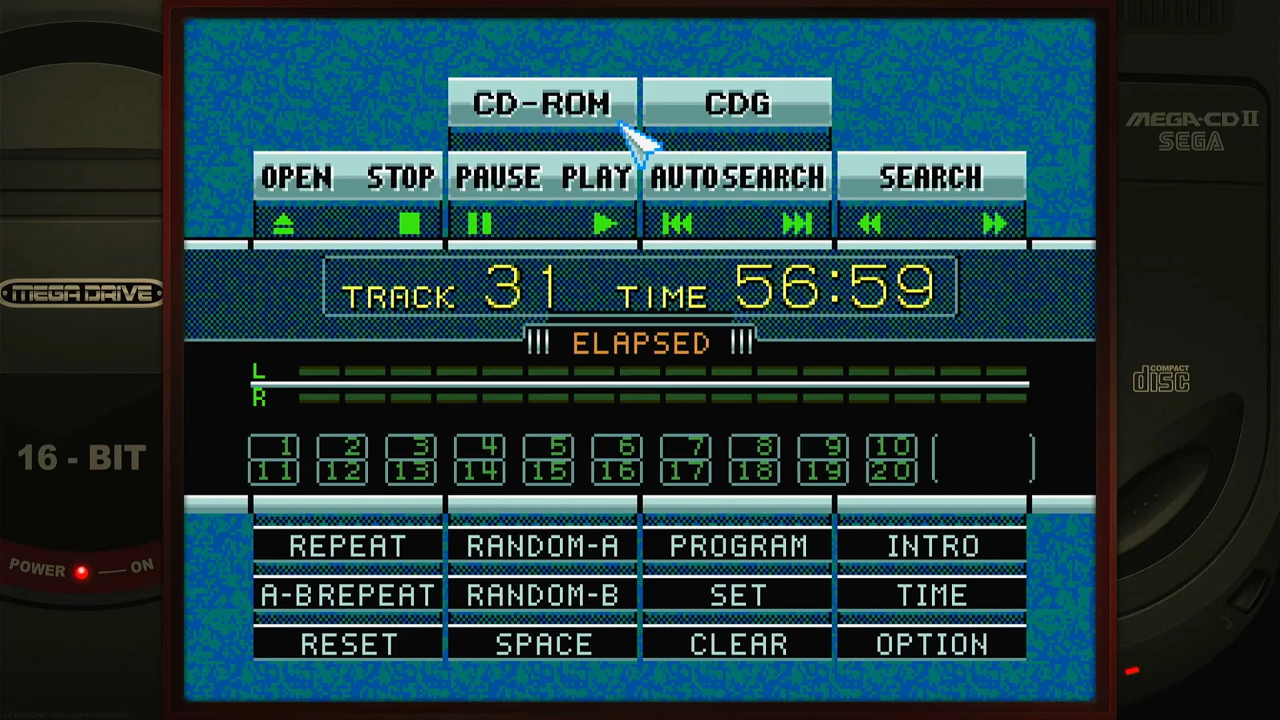 CD-ROM CDG
OPEN STOP PAUSE PLAY AUTOSEARCH SEARCH
TRACK 31 TIME 56:59
ELAPSED
L
R
1 2 3 4 5 6 7 8 9 10
11 12 13 14 15 16 17 18 19 20
REPEAT RANDOM-A PROGRAM INTRO
A-BREPEAT RANDOM-B SET TIME
RESET SPACE CLEAR OPTION
MEGA DRIVE
16 - BIT
POWER ON
MEGA-CD II
SEGA
COMPACT
disc